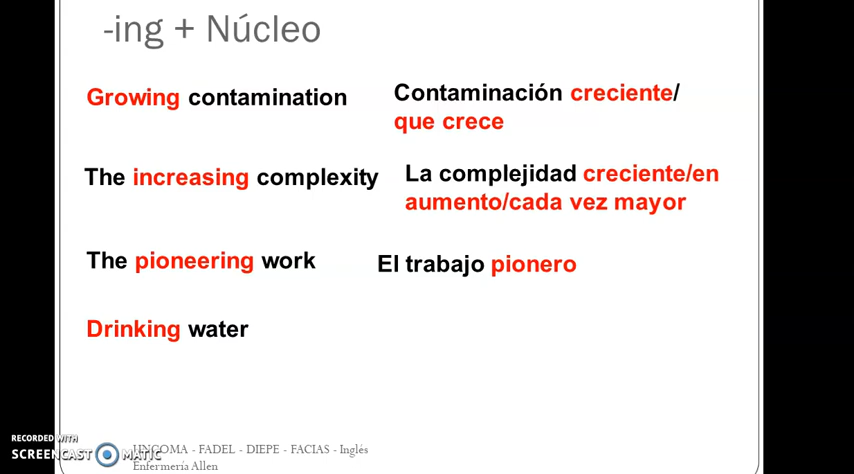 -ing + Núcleo
Growing contamination
Contaminación creciente/
que crece
The increasing complexity
La complejidad creciente/en
aumento/cada vez mayor
The pioneering work
El trabajo pionero
Drinking water
RECORDED WITH
SCREENCAST MATIC
UNCOMA - FADEL - DIEPE - FACIAS - Inglés
Enfermería Allen